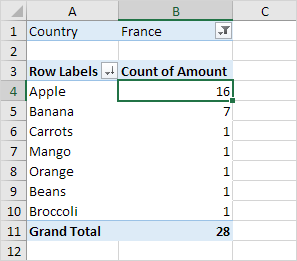 A B C
1 Country France
2
3 Row Labels Count of Amount
4 Apple 16
5 Banana 7
6 Carrots 1
7 Mango 1
8 Orange 1
9 Beans 1
10 Broccoli 1
11 Grand Total 28
12